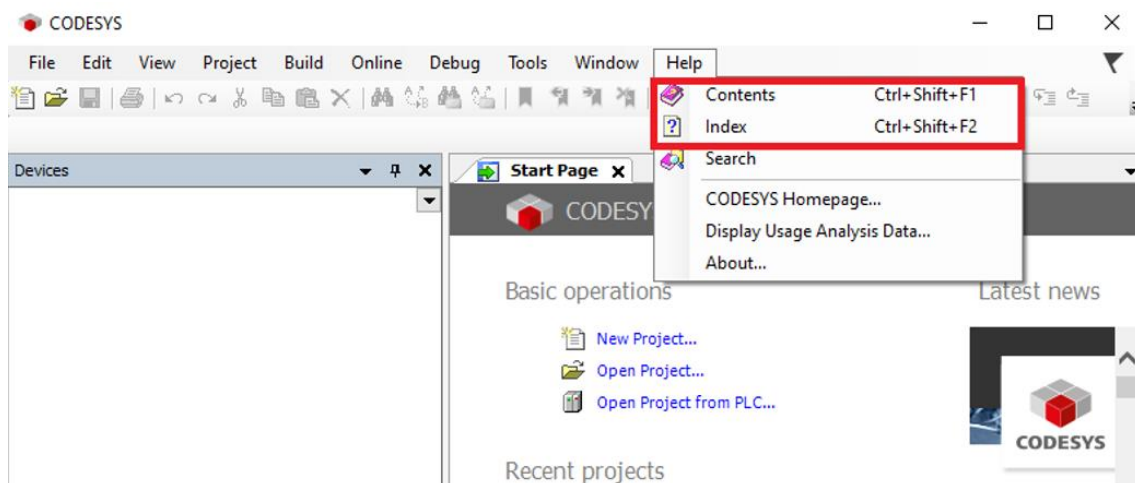 CODESYS
File Edit View Project Build Online Debug Tools Window Help
Contents Ctrl+Shift+F1
Index Ctrl+Shift+F2
Search
CODESYS Homepage...
Display Usage Analysis Data...
About...
Devices
Start Page
CODESY
Basic operations
New Project...
Open Project...
Open Project from PLC...
Recent projects
Latest news
CODESYS